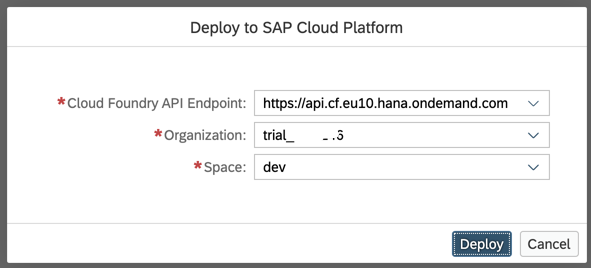 Deploy to SAP Cloud Platform
*Cloud Foundry API Endpoint: https://api.cf.eu10.hana.ondemand.com
*Organization: trial_
*Space: dev
Deploy Cancel